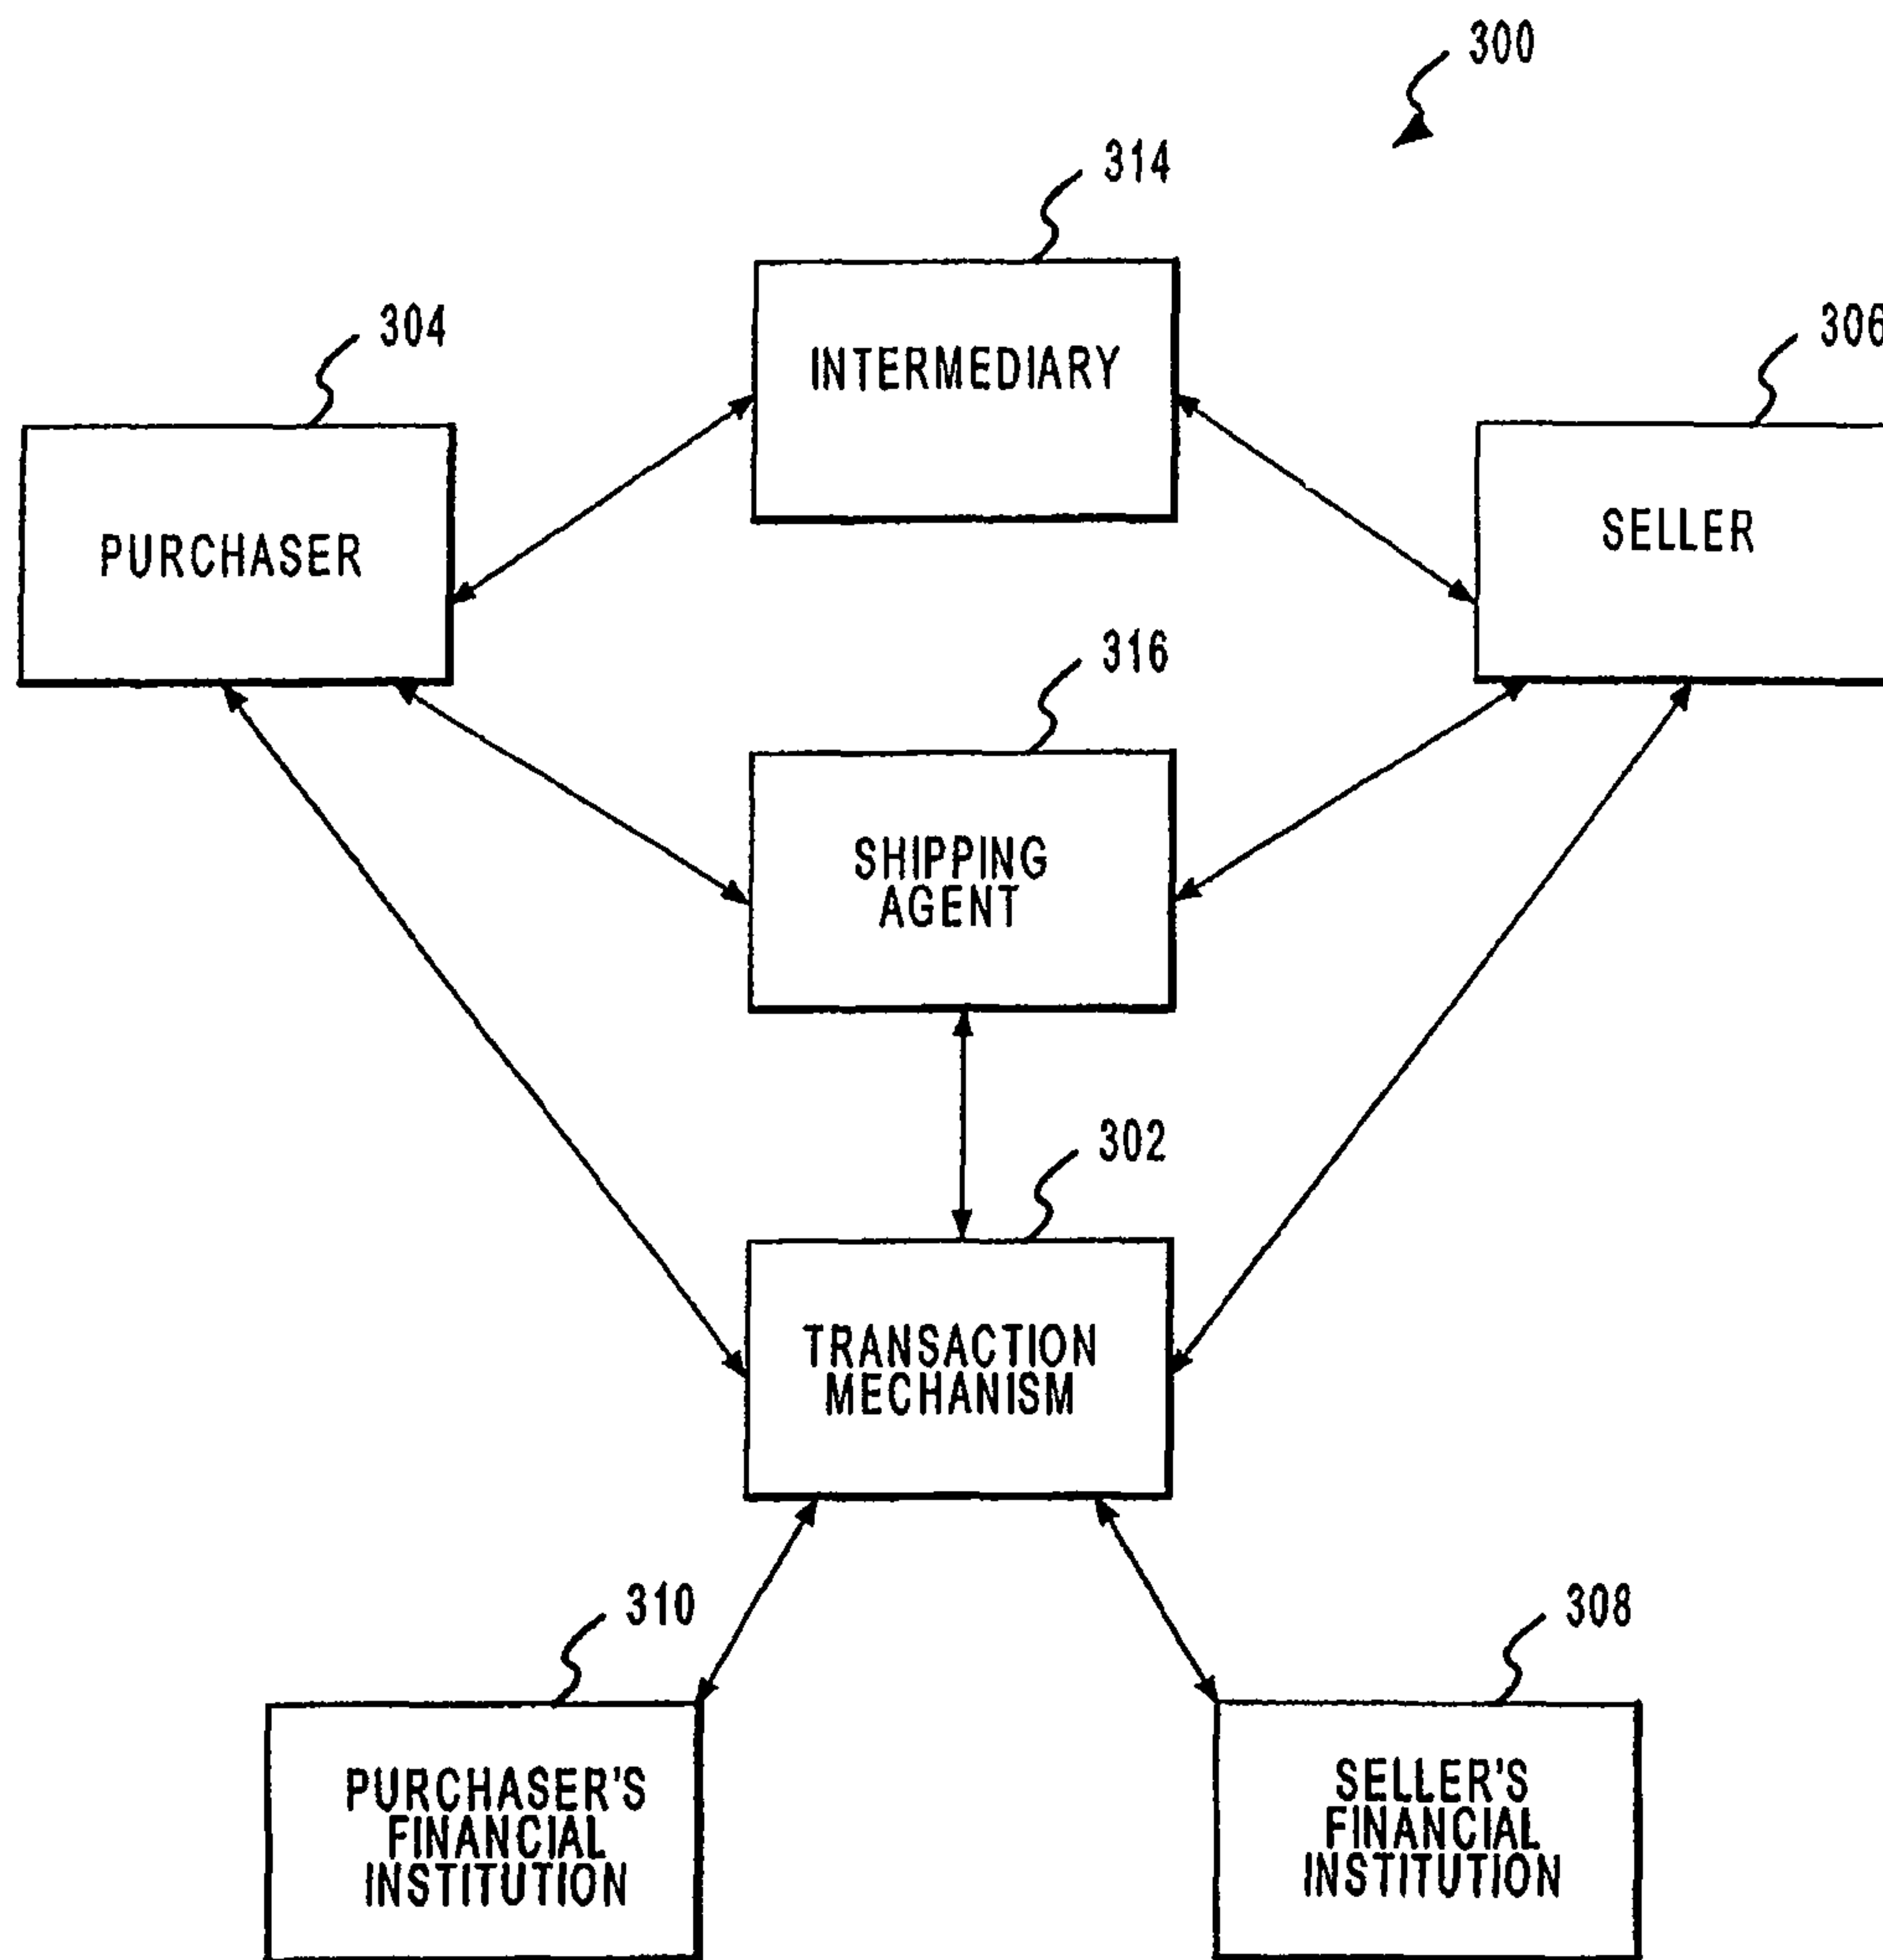 300
314
INTERMEDIARY
304
PURCHASER
306
SELLER
316
SHIPPING
AGENT
302
TRANSACTION
MECHANISM
310
PURCHASER'S
FINANCIAL
INSTITUTION
308
SELLER'S
FINANCIAL
INSTITUTION